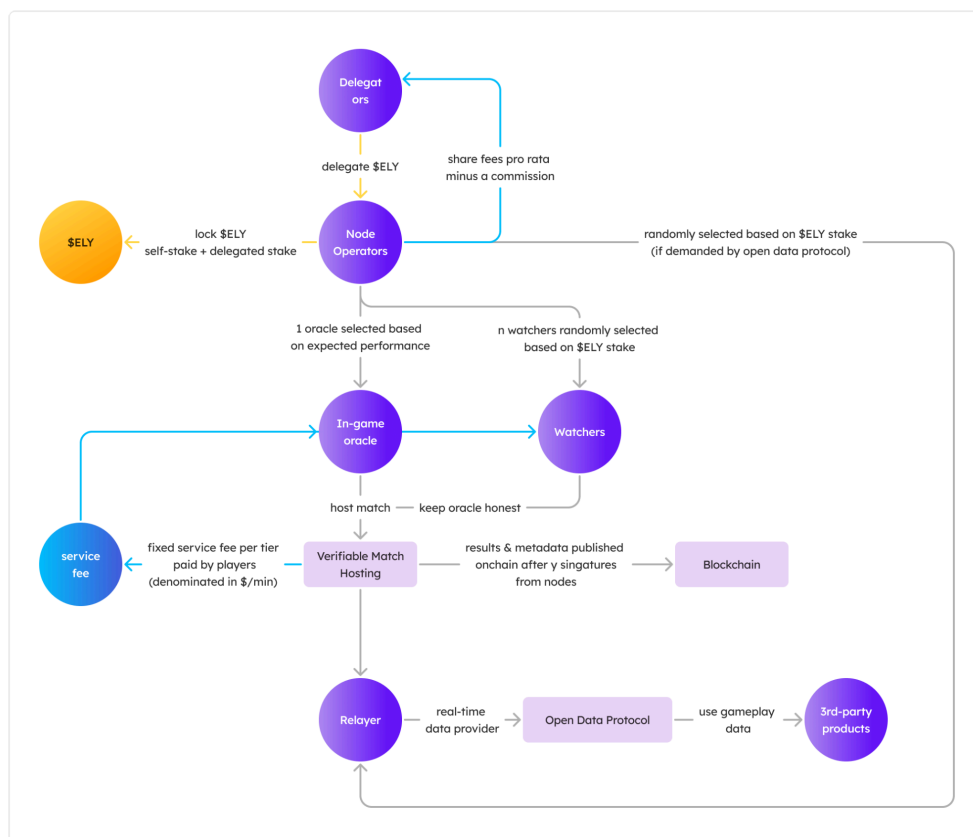 Delegat
ors
delegate $ELY
share fees pro rata
minus a commission
$ELY
lock $ELY
self-stake + delegated stake
Node
Operators
randomly selected based on $ELY stake
(if demanded by open data protocol)
1 oracle selected based
on expected performance
n watchers randomly selected
based on $ELY stake
In-game
oracle
Watchers
host match
keep oracle honest
service
fee
fixed service fee per tier
paid by players
(denominated in $/min)
Verifiable Match
Hosting
results & metadata published
onchain after y singatures
from nodes
Blockchain
Relayer
real-time
data provider
Open Data Protocol
use gameplay
data
3rd-party
products